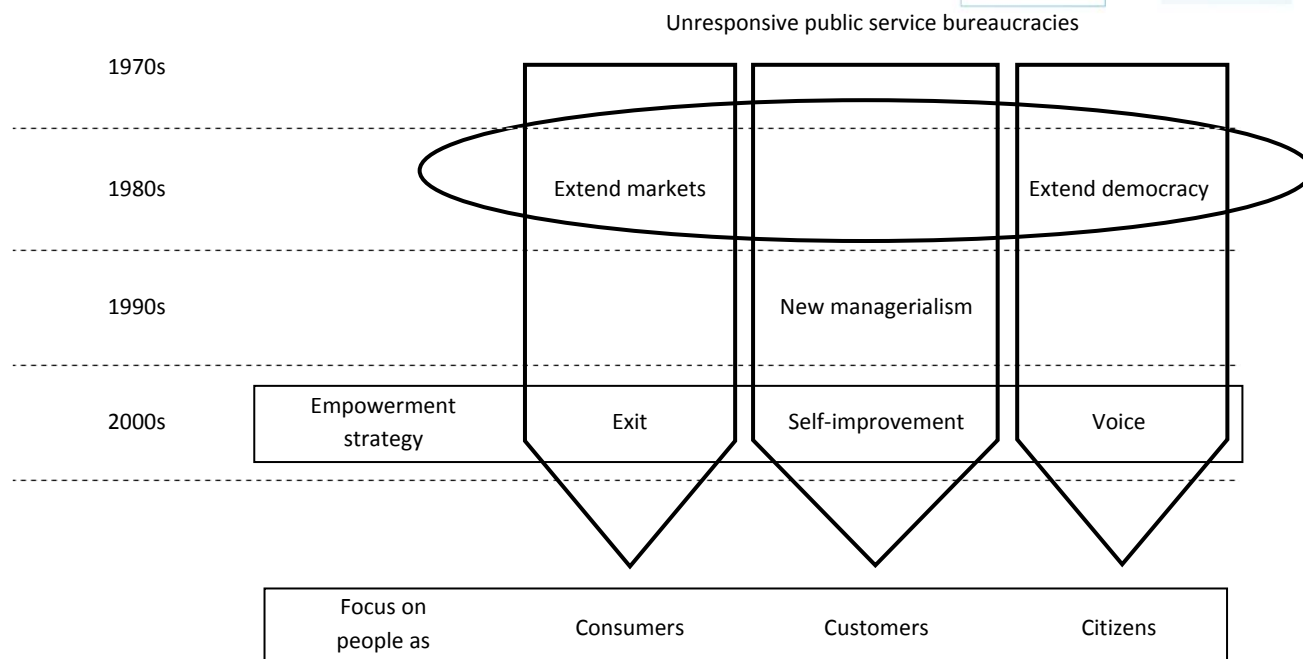 Unresponsive public service bureaucracies
1970s
1980s
Extend markets
Extend democracy
1990s
New managerialism
2000s
Empowerment
strategy
Exit
Self-improvement
Voice
Focus on
people as
Consumers
Customers
Citizens